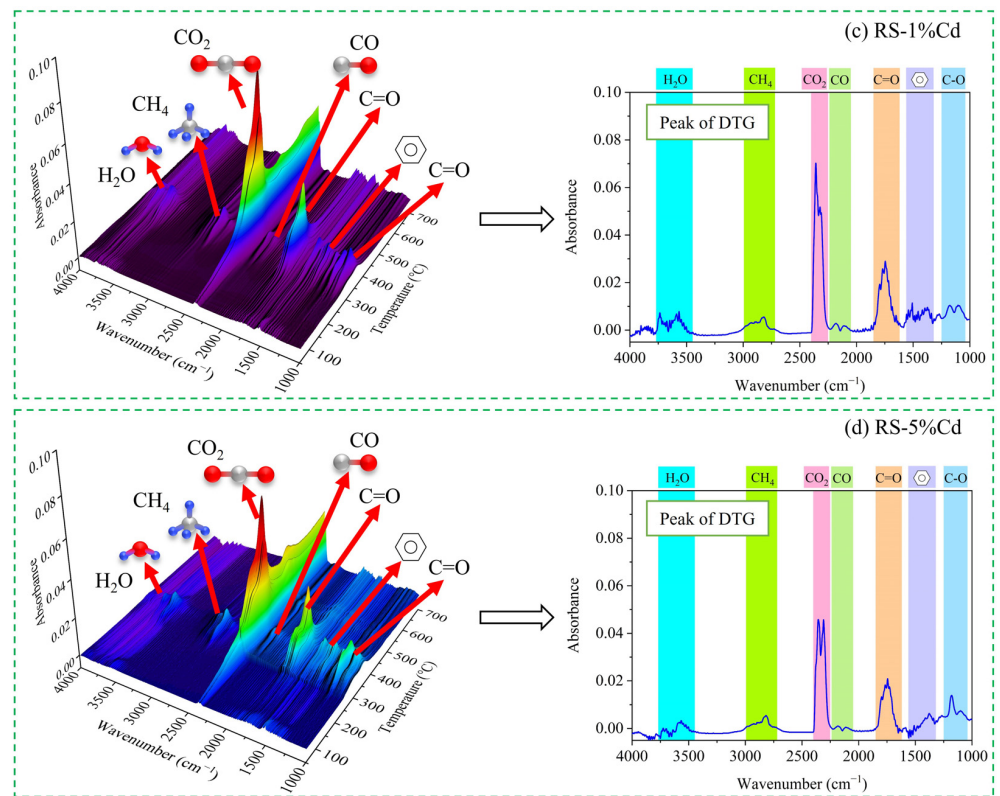 (c) RS-1%Cd
CO₂
CO
C=O
CH₄
H₂O
C=O
Absorbance
0.10
0.08
0.06
0.04
0.02
0.00
4000
3500
3000
2500
2000
1500
1000
Wavenumber (cm⁻¹)
100
200
300
400
500
600
700
Temperature (°C)
H₂O
CH₄
CO₂
CO
C=O
C-O
Peak of DTG
Absorbance
0.10
0.08
0.06
0.04
0.02
0.00
4000 3500 3000 2500 2000 1500 1000
Wavenumber (cm⁻¹)
(d) RS-5%Cd
CO₂
CO
C=O
CH₄
H₂O
C=O
Absorbance
0.10
0.08
0.06
0.04
0.02
0.00
4000
3500
3000
2500
2000
1500
1000
Wavenumber (cm⁻¹)
100
200
300
400
500
600
700
Temperature (°C)
H₂O
CH₄
CO₂
CO
C=O
C-O
Peak of DTG
Absorbance
0.10
0.08
0.06
0.04
0.02
0.00
4000 3500 3000 2500 2000 1500 1000
Wavenumber (cm⁻¹)